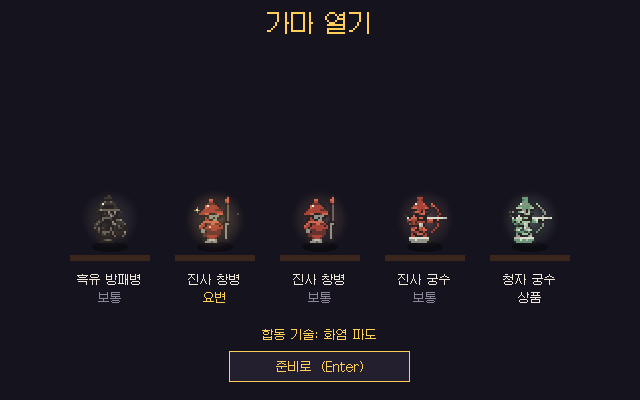 가마 열기
흑유 방패병 진사 창병 진사 창병 진사 궁수 청자 궁수
보통 요변 보통 보통 상품
합동 기술: 화염 파도
준비로 (Enter)